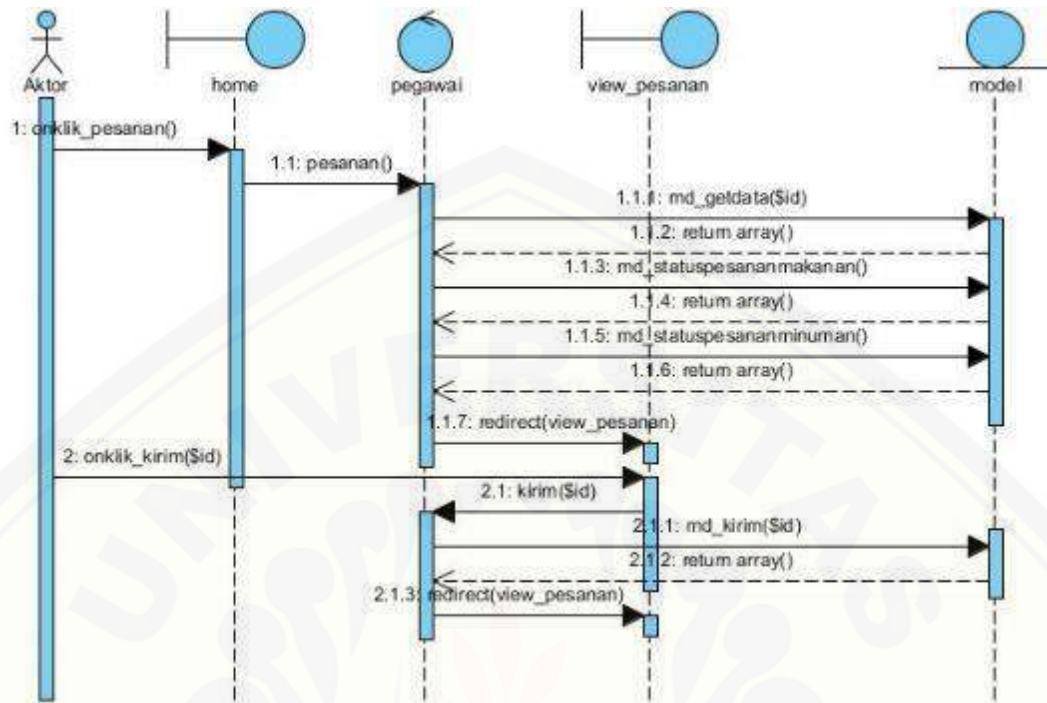 Aktor
home
pegawai
view_pesanan
model
1: onklik_pesanan()
1.1: pesanan()
1.1.1: md_getdata($id)
1.1.2: return array()
1.1.3: md_statuspesananmakanan()
1.1.4: return array()
1.1.5: md_statuspesananminuman()
1.1.6: return array()
1.1.7: redirect(view_pesanan)
2: onklik_kirim($id)
2.1: kirim($id)
2.1.1: md_kirim($id)
2.1.2: return array()
2.1.3: redirect(view_pesanan)
UNIVERSITAS